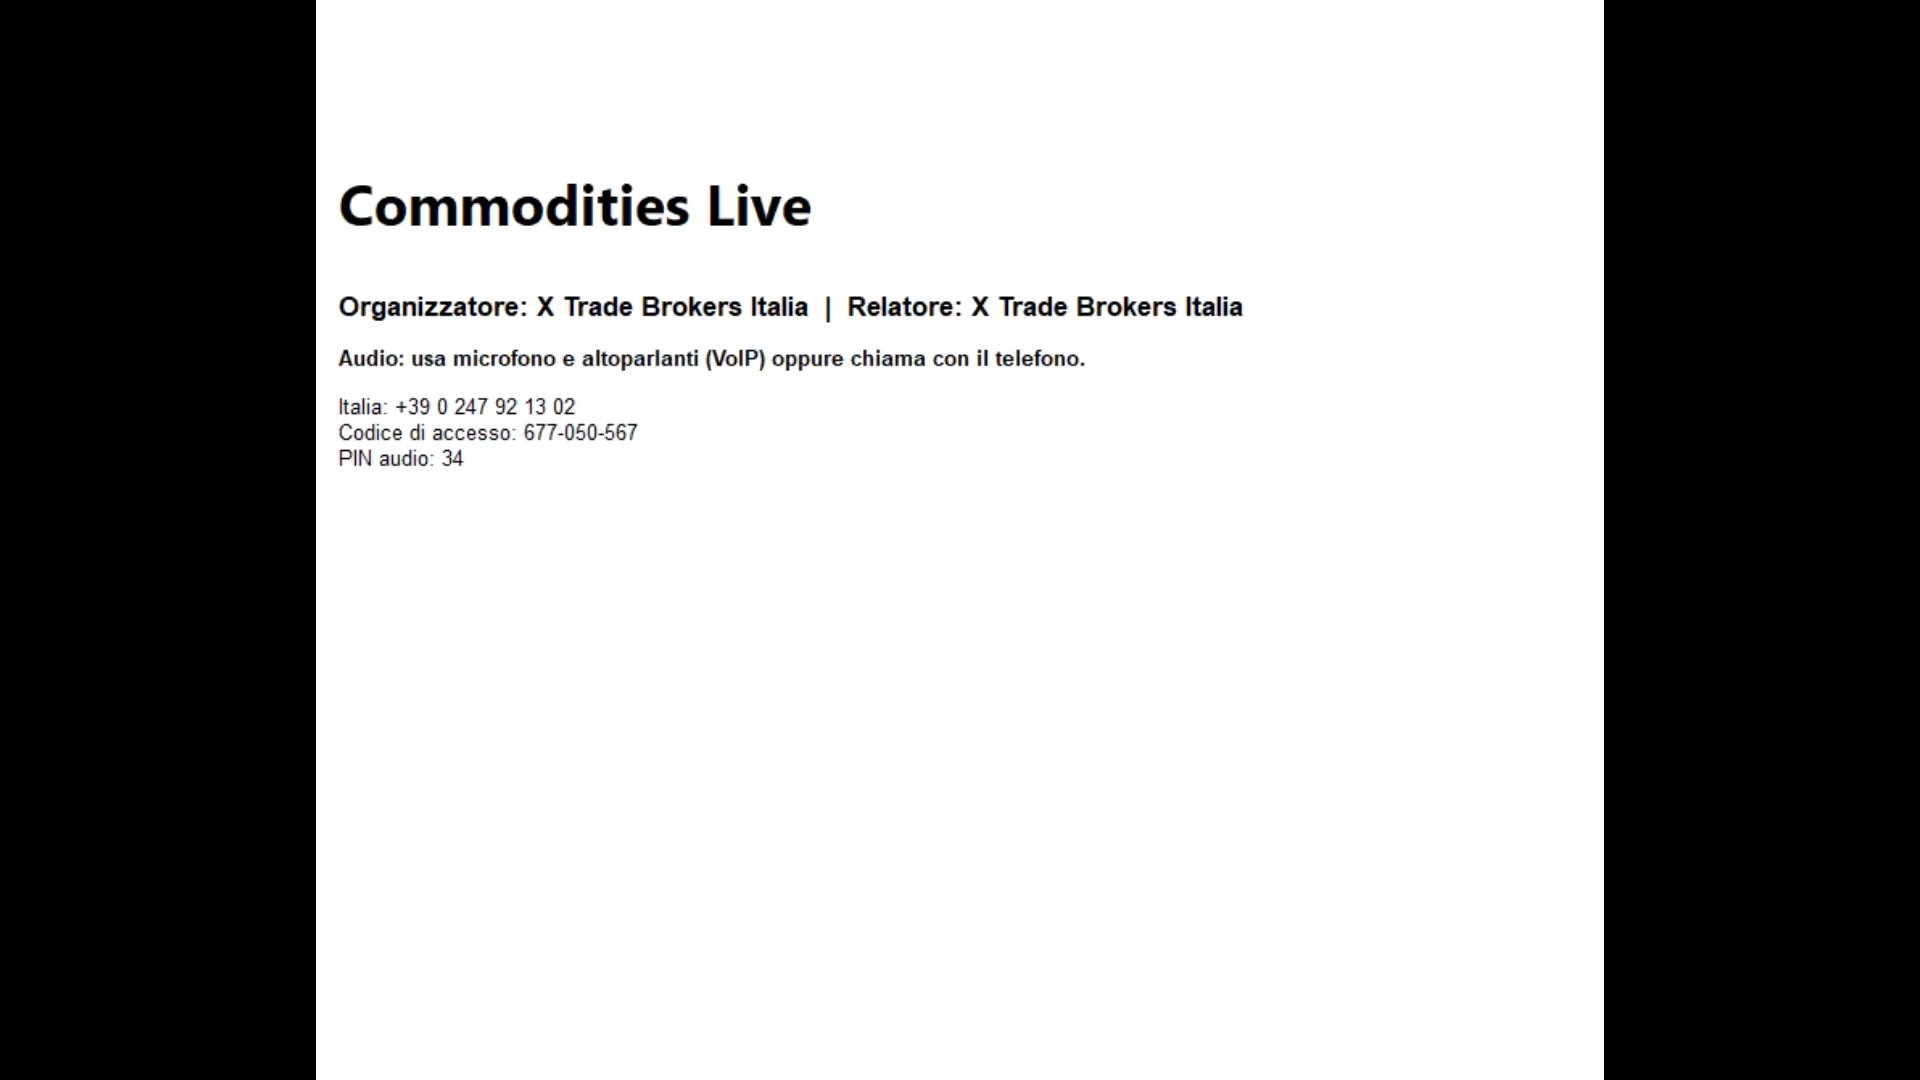 Commodities Live
Organizzatore: X Trade Brokers Italia | Relatore: X Trade Brokers Italia
Audio: usa microfono e altoparlanti (VoIP) oppure chiama con il telefono.
Italia: +39 0 247 92 13 02
Codice di accesso: 677-050-567
PIN audio: 34